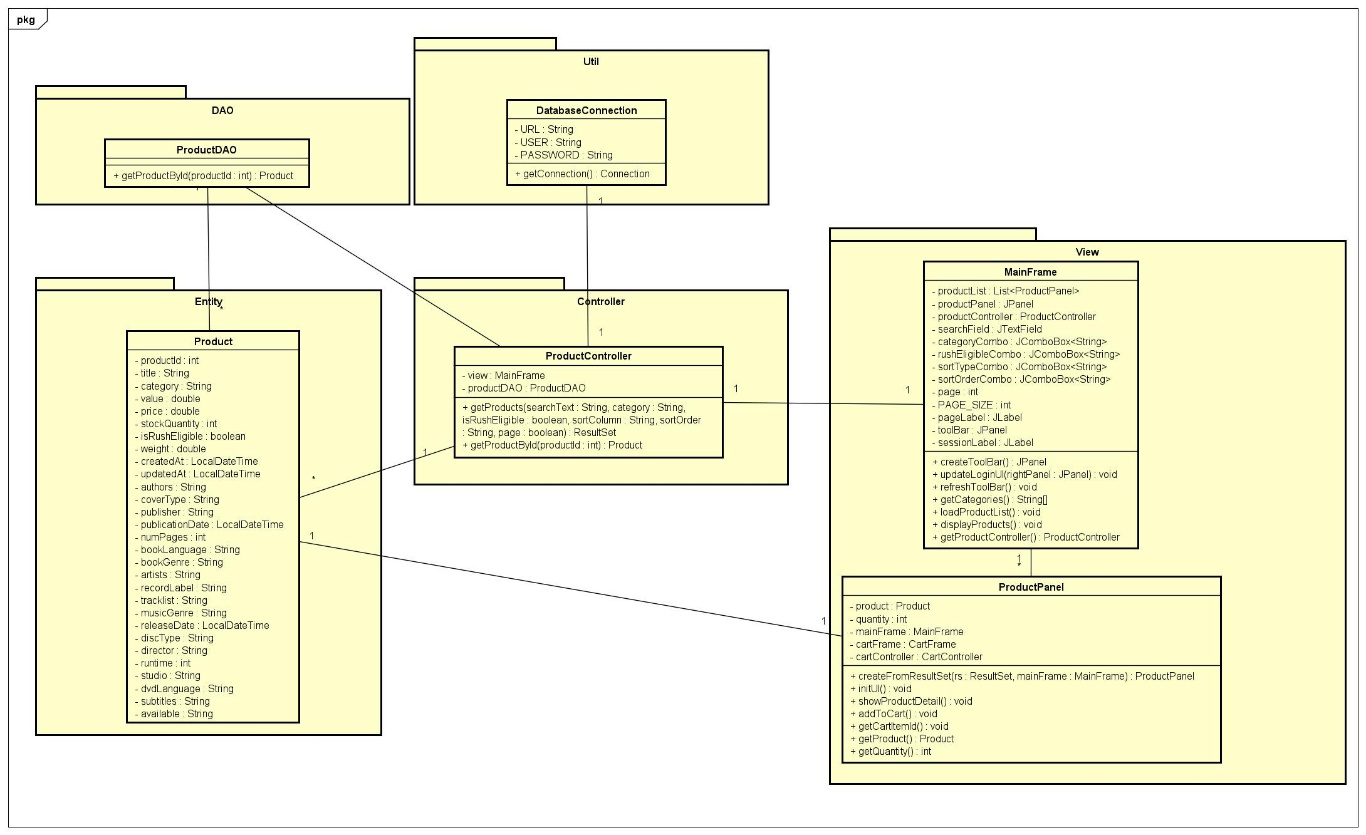 pkg
Util
DatabaseConnection
- URL : String
- USER : String
- PASSWORD : String
+ getConnection() : Connection
1
DAO
ProductDAO
+ getProductById(productId : int) : Product
1
Entity
*
Product
- productId : int
- title : String
- category : String
- value : double
- price : double
- stockQuantity : int
- isRushEligible : boolean
- weight : double
- createdAt : LocalDateTime
- updatedAt : LocalDateTime
- authors : String
- coverType : String
- publisher : String
- publicationDate : LocalDateTime
- numPages : int
- bookLanguage : String
- bookGenre : String
- artists : String
- recordLabel : String
- tracklist : String
- musicGenre : String
- releaseDate : LocalDateTime
- discType : String
- director : String
- runtime : int
- studio : String
- dvdLanguage : String
- subtitles : String
- available : String
*
1
Controller
1
ProductController
- view : MainFrame
- productDAO : ProductDAO
+ getProducts(searchText : String, category : String,
isRushEligible : boolean, sortColumn : String, sortOrder
: String, page : boolean) : ResultSet
+ getProductById(productId : int) : Product
1
1
View
MainFrame
- productList : List<ProductPanel>
- productPanel : JPanel
- productController : ProductController
- searchField : JTextField
- categoryCombo : JComboBox<String>
- rushEligibleCombo : JComboBox<String>
- sortTypeCombo : JComboBox<String>
- sortOrderCombo : JComboBox<String>
- page : int
- PAGE_SIZE : int
- pageLabel : JLabel
- toolBar : JPanel
- sessionLabel : JLabel
+ createToolBar() : JPanel
+ updateLoginUI(rightPanel : JPanel) : void
+ refreshToolBar() : void
+ getCategories() : String[]
+ loadProductList() : void
+ displayProducts() : void
+ getProductController() : ProductController
1
1
*
ProductPanel
- product : Product
- quantity : int
- mainFrame : MainFrame
- cartFrame : CartFrame
- cartController : CartController
+ createFromResultSet(rs : ResultSet, mainFrame : MainFrame) : ProductPanel
+ initUI() : void
+ showProductDetail() : void
+ addToCart() : void
+ getCartItemId() : void
+ getProduct() : Product
+ getQuantity() : int
1